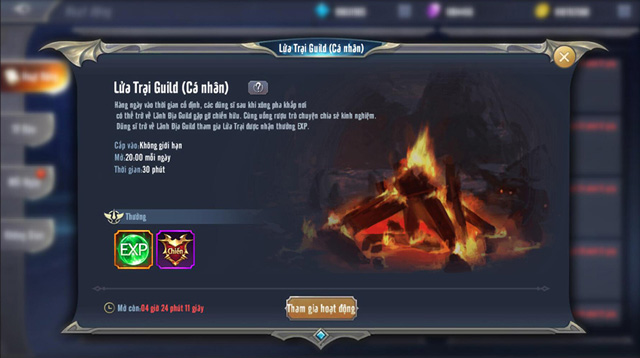 Lửa Trại Guild (Cá nhân)
Lửa Trại Guild (Cá nhân)
?
Hàng ngày vào thời gian cố định, các dũng sĩ sau khi xông pha khắp nơi
có thể trở về Lãnh Địa Guild gặp gỡ chiến hữu. Cùng uống rượu trò chuyện chia sẻ kinh nghiệm.
Dũng sĩ trở về Lãnh Địa Guild tham gia Lửa Trại được nhận thưởng EXP.
Cấp vào:Không giới hạn
Mở:20:00 mỗi ngày
Thời gian:30 phút
Thưởng
EXP
Chiến
Mở còn:04 giờ 24 phút 11 giây
Tham gia hoạt động